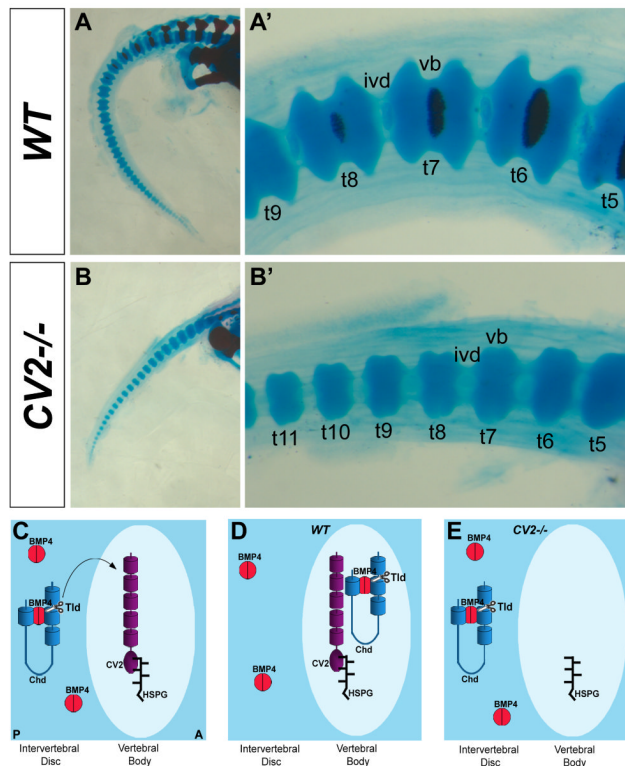 WT
A
A'
ivd
vb
t9
t8
t7
t6
t5
CV2-/-
B
B'
vb
ivd
t11
t10
t9
t8
t7
t6
t5
C
BMP4
BMP4
Tld
Chd
CV2
HSPG
BMP4
P
A
Intervertebral
Disc
Vertebral
Body
D
WT
BMP4
BMP4
Tld
Chd
CV2
HSPG
BMP4
Intervertebral
Disc
Vertebral
Body
E
CV2-/-
BMP4
BMP4
Tld
Chd
HSPG
BMP4
Intervertebral
Disc
Vertebral
Body